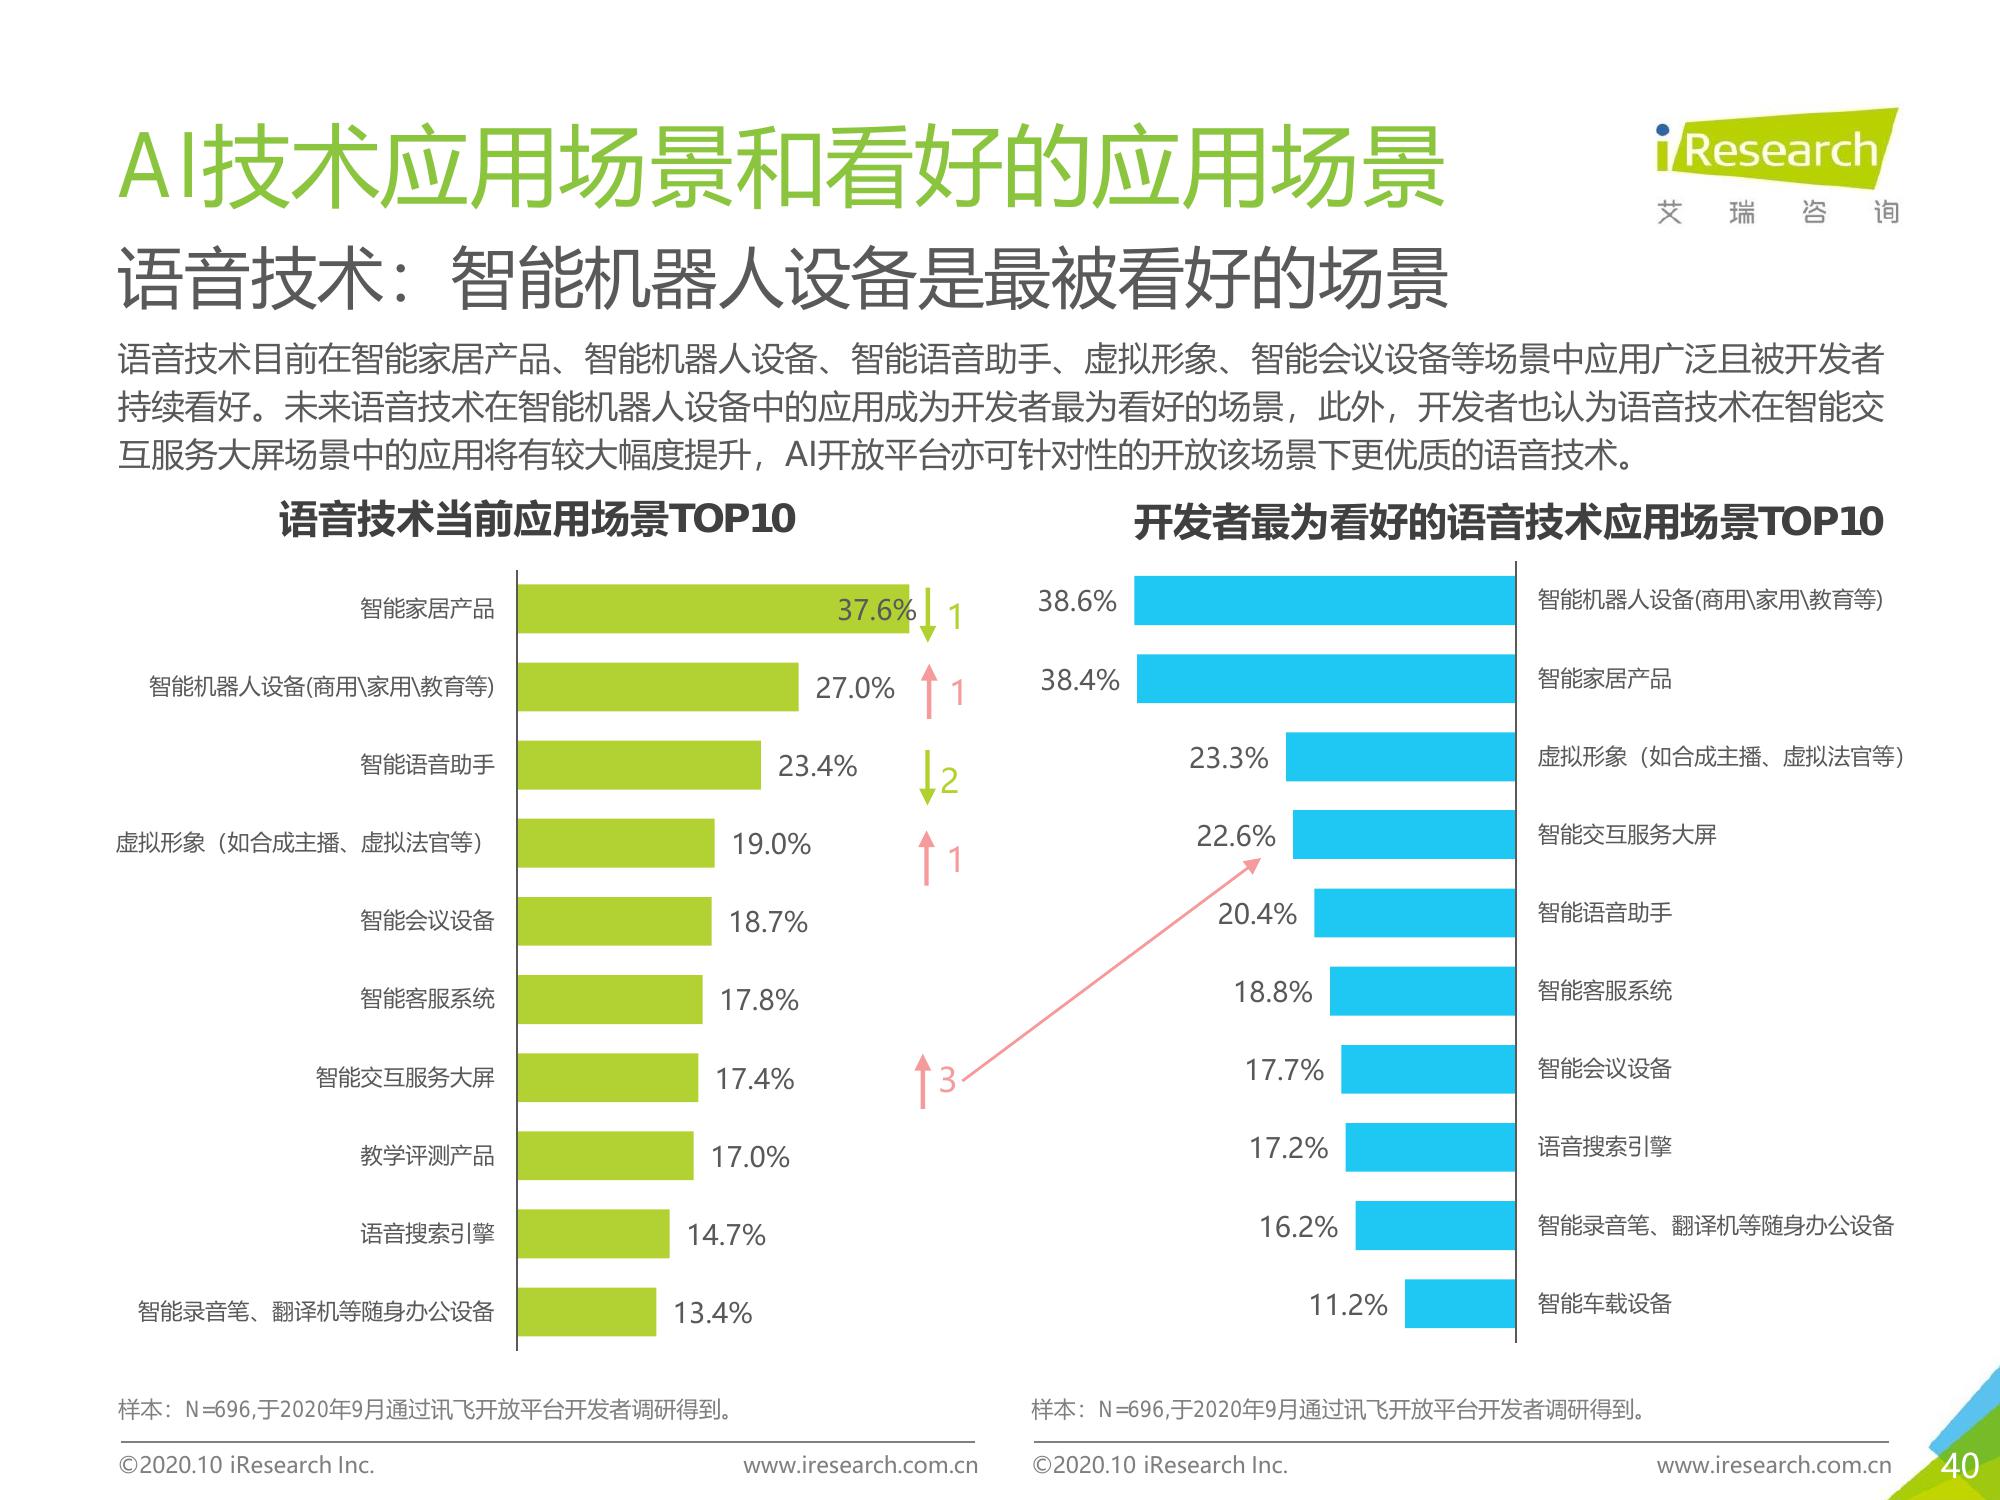 AI技术应用场景和看好的应用场景
iResearch
艾瑞咨询
语音技术：智能机器人设备是最被看好的场景
语音技术目前在智能家居产品、智能机器人设备、智能语音助手、虚拟形象、智能会议设备等场景中应用广泛且被开发者
持续看好。未来语音技术在智能机器人设备中的应用成为开发者最为看好的场景，此外，开发者也认为语音技术在智能交
互服务大屏场景中的应用将有较大幅度提升，AI开放平台亦可针对性的开放该场景下更优质的语音技术。
语音技术当前应用场景TOP10
智能家居产品 37.6% 1
智能机器人设备(商用\家用\教育等) 27.0% 1
智能语音助手 23.4% 2
虚拟形象（如合成主播、虚拟法官等） 19.0% 1
智能会议设备 18.7%
智能客服系统 17.8%
智能交互服务大屏 17.4% 3
教学评测产品 17.0%
语音搜索引擎 14.7%
智能录音笔、翻译机等随身办公设备 13.4%
样本：N=696,于2020年9月通过讯飞开放平台开发者调研得到。
©2020.10 iResearch Inc. www.iresearch.com.cn
开发者最为看好的语音技术应用场景TOP10
38.6% 智能机器人设备(商用\家用\教育等)
38.4% 智能家居产品
23.3% 虚拟形象（如合成主播、虚拟法官等）
22.6% 智能交互服务大屏
20.4% 智能语音助手
18.8% 智能客服系统
17.7% 智能会议设备
17.2% 语音搜索引擎
16.2% 智能录音笔、翻译机等随身办公设备
11.2% 智能车载设备
样本：N=696,于2020年9月通过讯飞开放平台开发者调研得到。
©2020.10 iResearch Inc. www.iresearch.com.cn
40